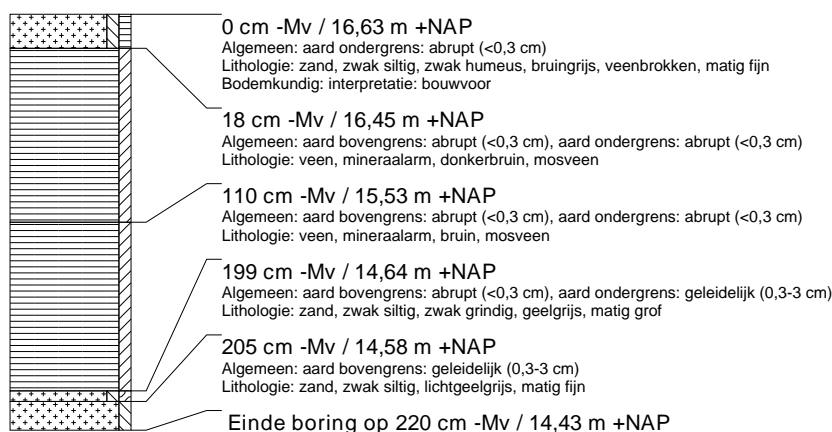 0 cm -Mv / 16,63 m +NAP
Algemeen: aard ondergrens: abrupt (<0,3 cm)
Lithologie: zand, zwak siltig, zwak humeus, bruingrijs, veenbrokken, matig fijn
Bodemkundig: interpretatie: bouwvoor
18 cm -Mv / 16,45 m +NAP
Algemeen: aard bovengrens: abrupt (<0,3 cm), aard ondergrens: abrupt (<0,3 cm)
Lithologie: veen, mineraalarm, donkerbruin, mosveen
110 cm -Mv / 15,53 m +NAP
Algemeen: aard bovengrens: abrupt (<0,3 cm), aard ondergrens: abrupt (<0,3 cm)
Lithologie: veen, mineraalarm, bruin, mosveen
199 cm -Mv / 14,64 m +NAP
Algemeen: aard bovengrens: abrupt (<0,3 cm), aard ondergrens: geleidelijk (0,3-3 cm)
Lithologie: zand, zwak siltig, zwak grindig, geelgrijs, matig grof
205 cm -Mv / 14,58 m +NAP
Algemeen: aard bovengrens: geleidelijk (0,3-3 cm)
Lithologie: zand, zwak siltig, lichtgeelgrijs, matig fijn
Einde boring op 220 cm -Mv / 14,43 m +NAP